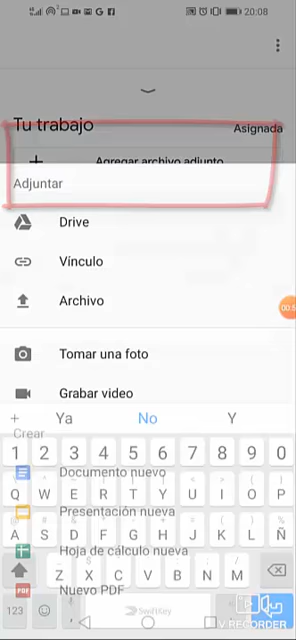 20:08
Tu trabajo
Asignada
+ Agregar archivo adjunto
Adjuntar
Drive
Vínculo
Archivo
Tomar una foto
Grabar video
+ Ya No Y
Crear
1 2 3 4 5 6 7 8 9 0
Documento nuevo
Q W E R T Y U I O P
Presentación nueva
A S D F G H J K L Ñ
Hoja de cálculo nueva
Z X C V B N M
PDF Nuevo PDF
123 SwiftKey
V RECORDER